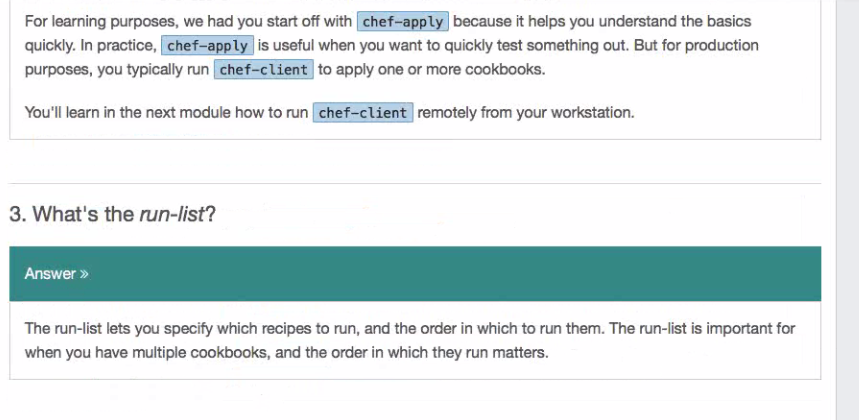 For learning purposes, we had you start off with chef-apply because it helps you understand the basics
quickly. In practice, chef-apply is useful when you want to quickly test something out. But for production
purposes, you typically run chef-client to apply one or more cookbooks.
You'll learn in the next module how to run chef-client remotely from your workstation.
3. What's the run-list?
Answer »
The run-list lets you specify which recipes to run, and the order in which to run them. The run-list is important for
when you have multiple cookbooks, and the order in which they run matters.